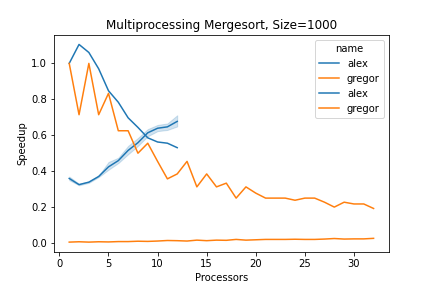 Multiprocessing Mergesort, Size=1000
name
alex
gregor
alex
gregor
Speedup
1.0
0.8
0.6
0.4
0.2
0.0
0 5 10 15 20 25 30
Processors